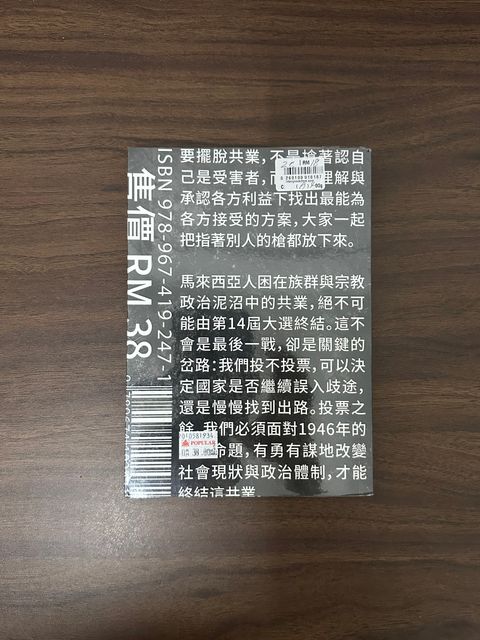 要擺脫共業，不是搶著認自
己是受害者，而 理解與
承認各方利益下找出最能為
各方接受的方案，大家一起
把指著別人的槍都放下來。
馬來西亞人困在族群與宗教
政治泥沼中的共業，絕不可
能由第14屆大選終結。這不
會是最後一戰，卻是關鍵的
岔路：我們投不投票，可以決
定國家是否繼續誤入歧途，
還是慢慢找到出路。投票之
餘，我們必須面對1946年的
命題，有勇有謀地改變
社會現狀與政治體制，才能
終結這共業。
ISBN 978-967-419-247-1
售價 RM 38
010581934
POPULAR